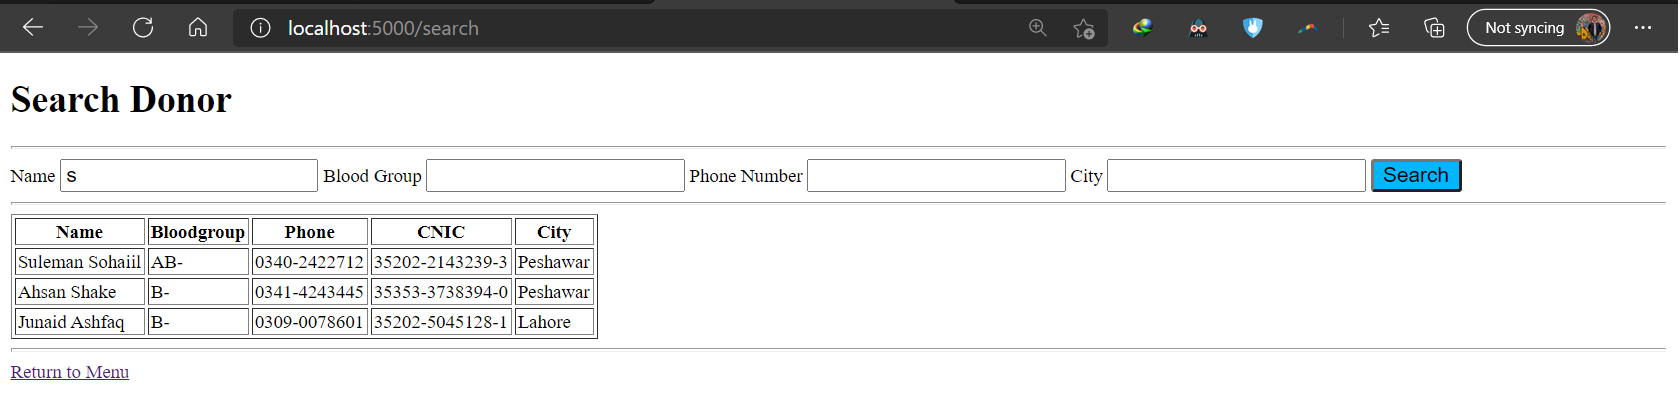 localhost:5000/search Not syncing
Search Donor
Name s Blood Group Phone Number City Search
Name Bloodgroup Phone CNIC City
Suleman Sohaiil AB- 0340-2422712 35202-2143239-3 Peshawar
Ahsan Shake B- 0341-4243445 35353-3738394-0 Peshawar
Junaid Ashfaq B- 0309-0078601 35202-5045128-1 Lahore
Return to Menu